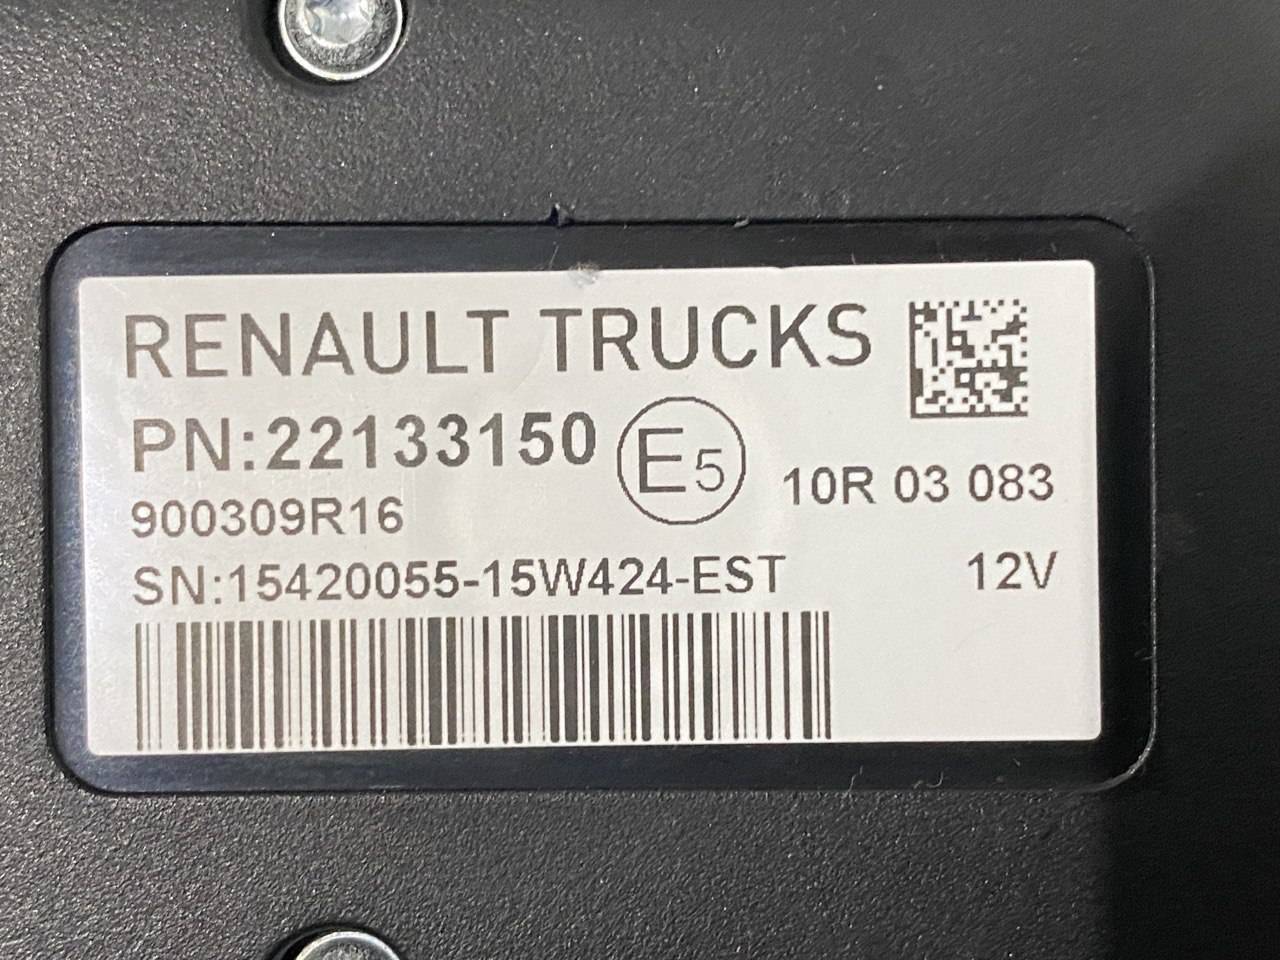 RENAULT TRUCKS
PN:22133150
E5
10R 03 083
900309R16
SN:15420055-15W424-EST
12V